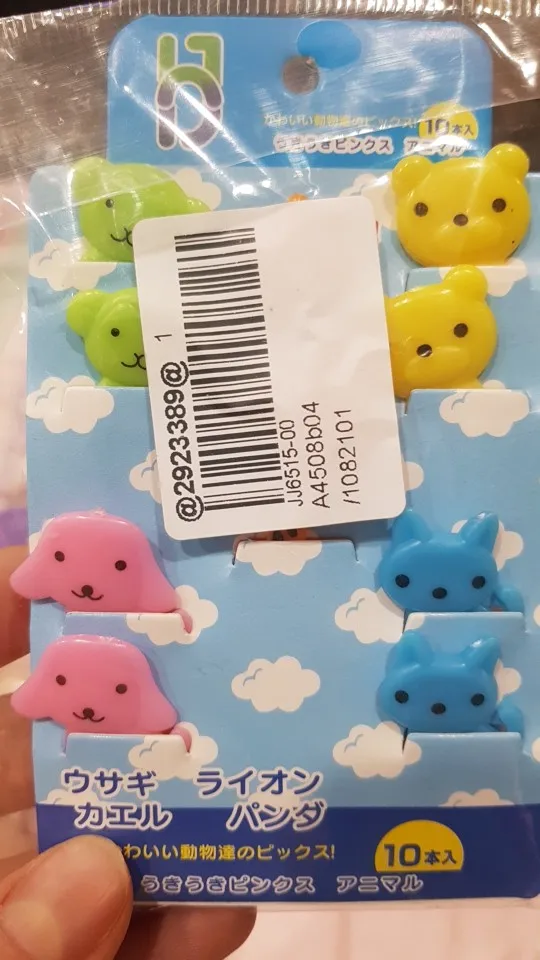 かわいい動物達のピックス!
10本入
うきうきピンクス アニマル
@2923389@ 1
JJ6515-00
A4508b04
/1082101
ウサギ ライオン
カエル パンダ
わいい動物達のピックス!
10本入
うきうきピンクス アニマル